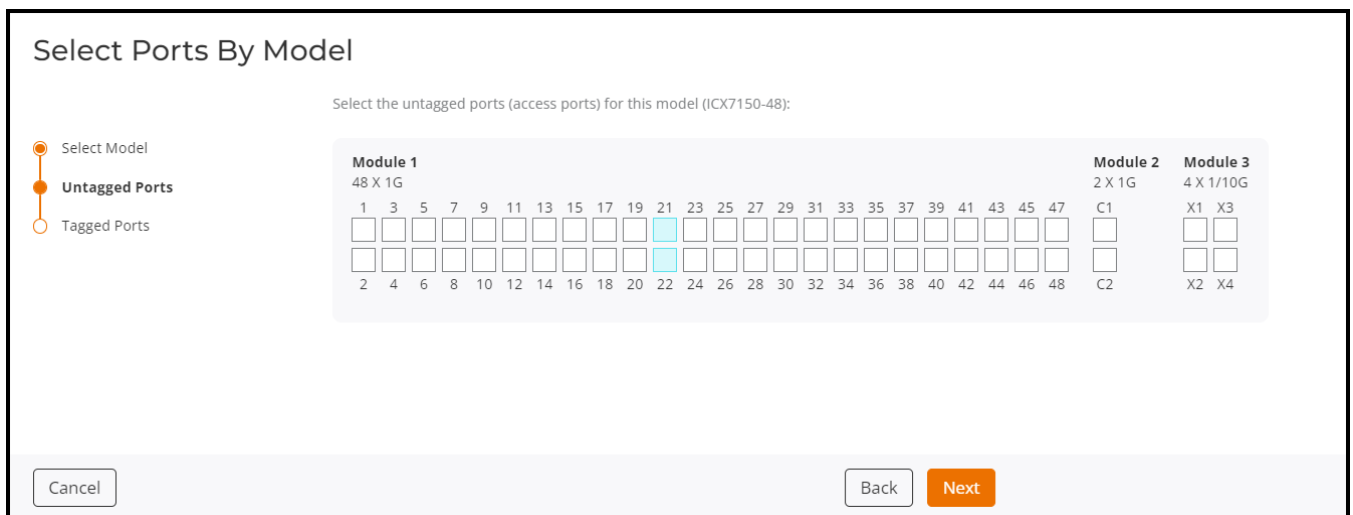 Select Ports By Model
Select the untagged ports (access ports) for this model (ICX7150-48):
Select Model
Untagged Ports
Tagged Ports
Module 1
48 X 1G
1 3 5 7 9 11 13 15 17 19 21 23 25 27 29 31 33 35 37 39 41 43 45 47
2 4 6 8 10 12 14 16 18 20 22 24 26 28 30 32 34 36 38 40 42 44 46 48
Module 2
2 X 1G
C1
C2
Module 3
4 X 1/10G
X1 X3
X2 X4
Cancel
Back
Next